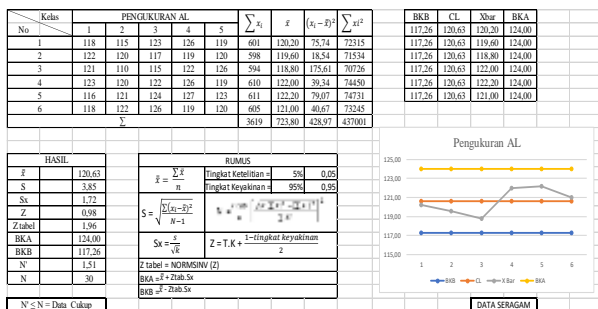 Kelas PENGUKURAN AL ∑xᵢ x̄ (xᵢ − x̄)² ∑xi²
No 1 2 3 4 5
1 118 115 123 126 119 601 120,20 75,74 72315
2 122 120 117 119 120 598 119,60 18,54 71534
3 121 110 115 122 126 594 118,80 175,61 70726
4 123 122 126 120 119 610 122,00 39,34 74450
5 116 121 124 127 123 611 122,20 79,07 74731
6 118 122 126 119 120 605 121,00 40,67 73245
∑ 3619 723,80 428,97 437001
BKB CL Xbar BKA
117,26 120,63 120,20 124,00
117,26 120,63 119,60 124,00
117,26 120,63 118,80 124,00
117,26 120,63 122,00 124,00
117,26 120,63 122,20 124,00
117,26 120,63 121,00 124,00
HASIL
x̄ 120,63
S 3,85
Sx 1,72
Z 0,98
Z tabel 1,96
BKA 124,00
BKB 117,26
N' 1,51
N 30
N' ≤ N = Data Cukup
RUMUS
x̄ = ∑x̄ / n
Tingkat Ketelitian = 5% 0,05
Tingkat Keyakinan = 95% 0,95
S = √(∑(xᵢ−x̄)² / N−1)
Sx = s / √k
Z = T.K + (1−tingkat keyakinan) / 2
Z tabel = NORMSINV (Z)
BKA = x̄ + Ztab.Sx
BKB = x̄ - Ztab.Sx
Pengukuran AL
125,00
123,00
121,00
119,00
117,00
115,00
1 2 3 4 5 6
BKB CL X Bar BKA
DATA SERAGAM